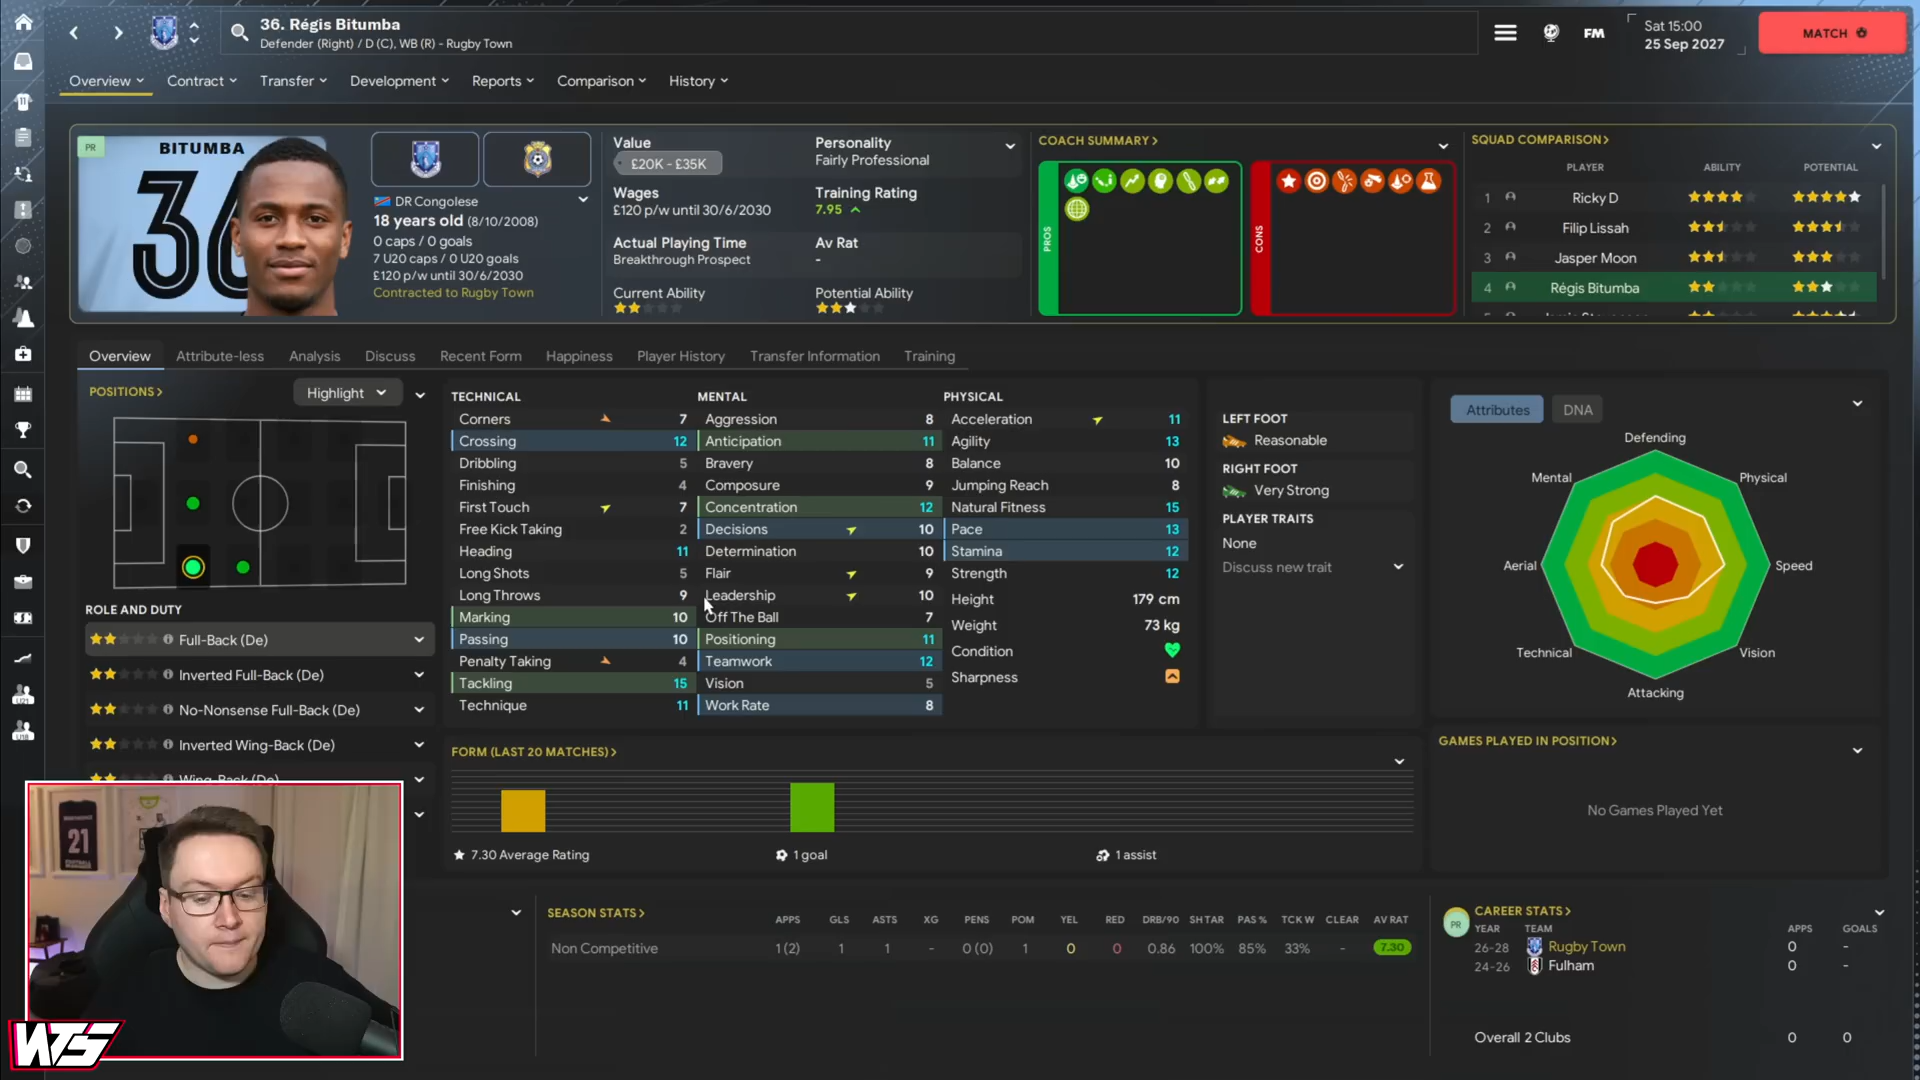 36. Régis Bitumba
Defender (Right) / D (C), WB (R) - Rugby Town
FM
Sat 15:00
25 Sep 2027
MATCH
Overview
Contract
Transfer
Development
Reports
Comparison
History
PR
BITUMBA
36
DR Congolese
18 years old (8/10/2008)
0 caps / 0 goals
7 U20 caps / 0 U20 goals
£120 p/w until 30/6/2030
Contracted to Rugby Town
Value
£20K - £35K
Wages
£120 p/w until 30/6/2030
Actual Playing Time
Breakthrough Prospect
Current Ability
Personality
Fairly Professional
Training Rating
7.95
Av Rat
-
Potential Ability
COACH SUMMARY >
PROS
CONS
SQUAD COMPARISON >
PLAYER ABILITY POTENTIAL
1 Ricky D
2 Filip Lissah
3 Jasper Moon
4 Régis Bitumba
Overview
Attribute-less
Analysis
Discuss
Recent Form
Happiness
Player History
Transfer Information
Training
POSITIONS >
Highlight
ROLE AND DUTY
Full-Back (De)
Inverted Full-Back (De)
No-Nonsense Full-Back (De)
Inverted Wing-Back (De)
Wing-Back (De)
TECHNICAL
Corners 7
Crossing 12
Dribbling 5
Finishing 4
First Touch 7
Free Kick Taking 2
Heading 11
Long Shots 5
Long Throws 9
Marking 10
Passing 10
Penalty Taking 4
Tackling 15
Technique 11
MENTAL
Aggression 8
Anticipation 11
Bravery 8
Composure 9
Concentration 12
Decisions 10
Determination 10
Flair 9
Leadership 10
Off The Ball 7
Positioning 11
Teamwork 12
Vision 5
Work Rate 8
PHYSICAL
Acceleration 11
Agility 13
Balance 10
Jumping Reach 8
Natural Fitness 15
Pace 13
Stamina 12
Strength 12
Height 179 cm
Weight 73 kg
Condition
Sharpness
LEFT FOOT
Reasonable
RIGHT FOOT
Very Strong
PLAYER TRAITS
None
Discuss new trait
Attributes
DNA
Defending
Physical
Speed
Vision
Attacking
Technical
Aerial
Mental
FORM (LAST 20 MATCHES) >
7.30 Average Rating
1 goal
1 assist
GAMES PLAYED IN POSITION >
No Games Played Yet
SEASON STATS > APPS GLS ASTS XG PENS POM YEL RED DRB/90 SH TAR PAS % TCK W CLEAR AV RAT
Non Competitive 1 (2) 1 1 - 0 (0) 1 0 0 0.86 100% 85% 33% - 7.30
PR
CAREER STATS >
YEAR TEAM APPS GOALS
26-28 Rugby Town 0 -
24-26 Fulham 0 -
Overall 2 Clubs 0 0
U21
U18
21
WTS